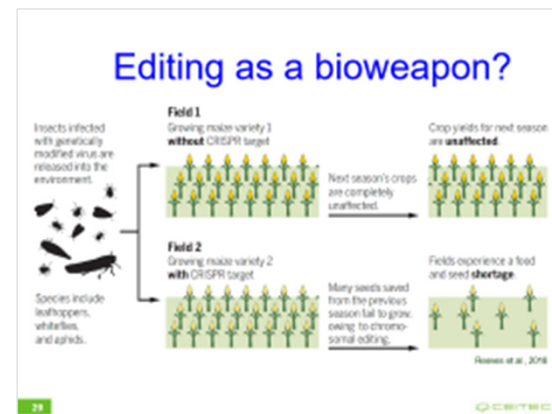 Editing as a bioweapon?
Insects infected
with genetically
modified virus are
released into the
environment.
Species include
leafhoppers,
whiteflies,
and aphids.
Field 1
Growing maize variety 1
without CRISPR target
Next season's crops
are completely
unaffected.
Crop yields for next season
are unaffected.
Field 2
Growing maize variety 2
with CRISPR target
Many seeds saved
from the previous
season fail to grow,
owing to chromo-
somal editing.
Fields experience a food
and seed shortage.
Reeves et al., 2018
29
CEITEC